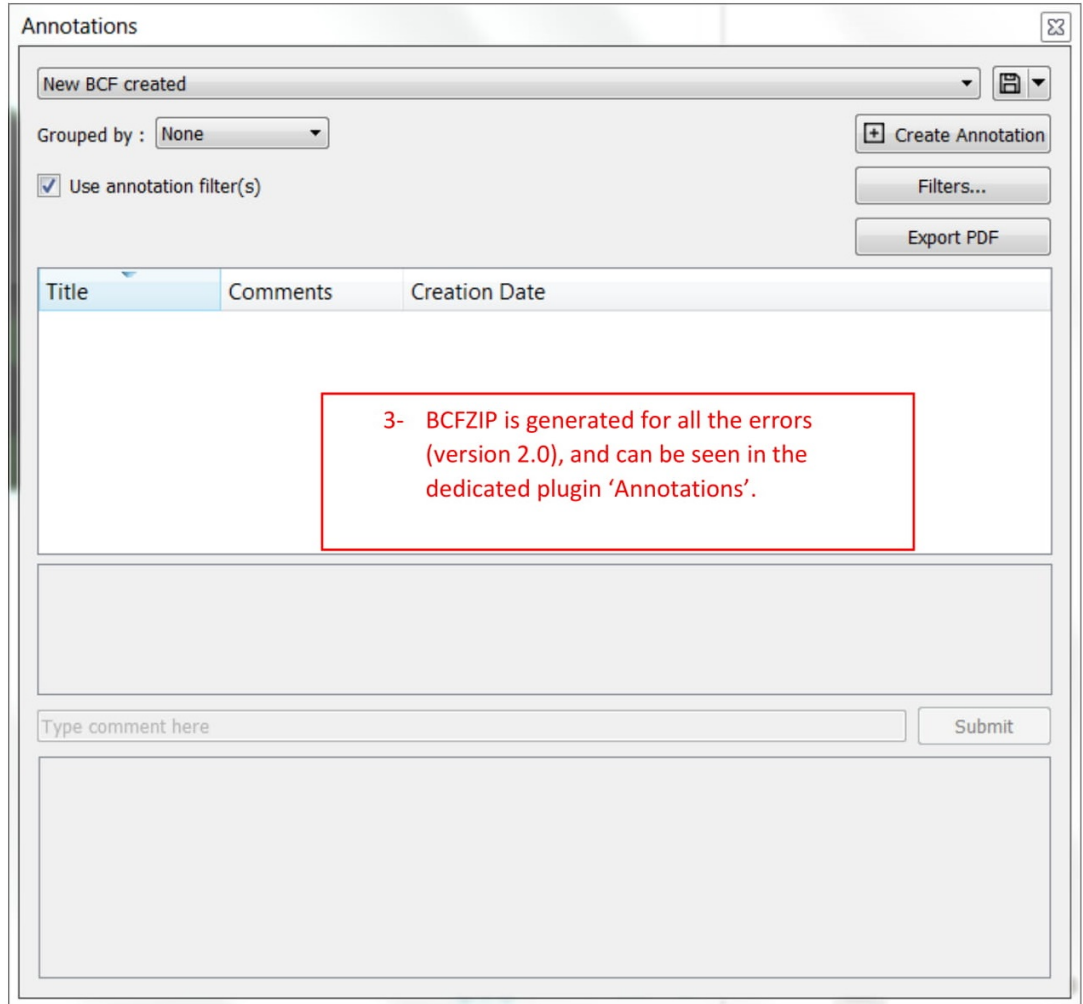 Annotations
New BCF created
Grouped by : None
Create Annotation
Use annotation filter(s)
Filters...
Export PDF
Title Comments Creation Date
3- BCFZIP is generated for all the errors
(version 2.0), and can be seen in the
dedicated plugin ‘Annotations’.
Type comment here
Submit